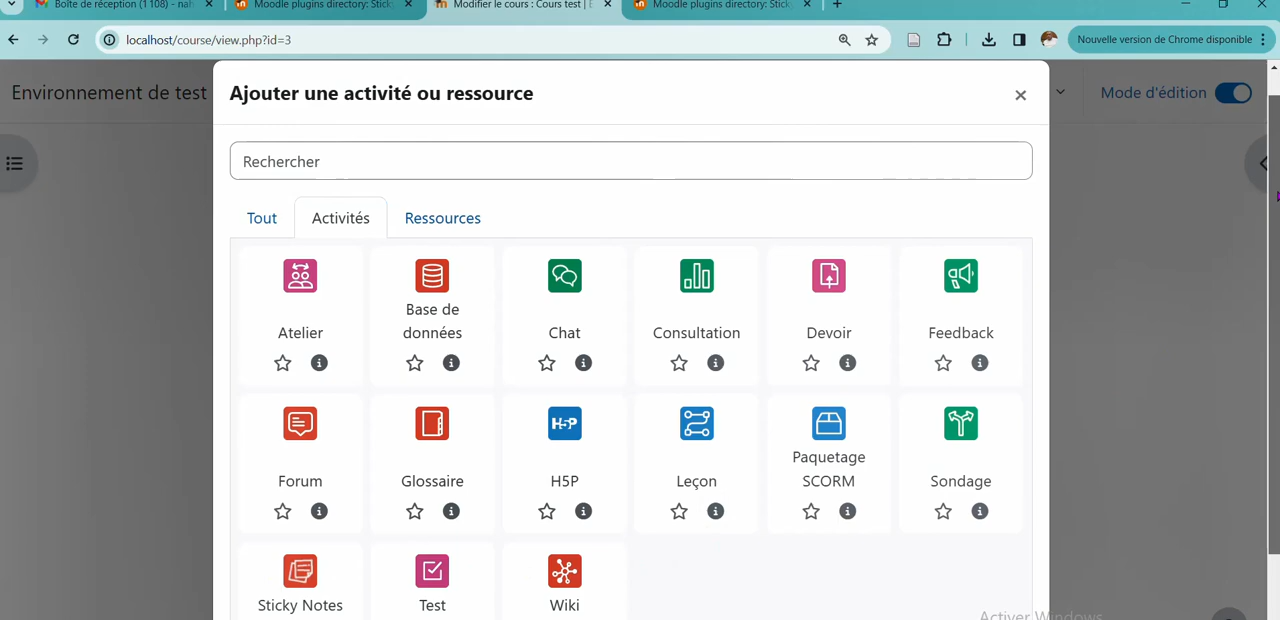 Boîte de réception (1 108) - nah
Moodle plugins directory: Sticky
Modifier le cours : Cours test | E
Moodle plugins directory: Sticky
localhost/course/view.php?id=3
Nouvelle version de Chrome disponible
Environnement de test
Ajouter une activité ou ressource
Mode d'édition
Rechercher
Tout
Activités
Ressources
Atelier
Base de
données
Chat
Consultation
Devoir
Feedback
Forum
Glossaire
H-P
H5P
Leçon
Paquetage
SCORM
Sondage
Sticky Notes
Test
Wiki
Activer Windows